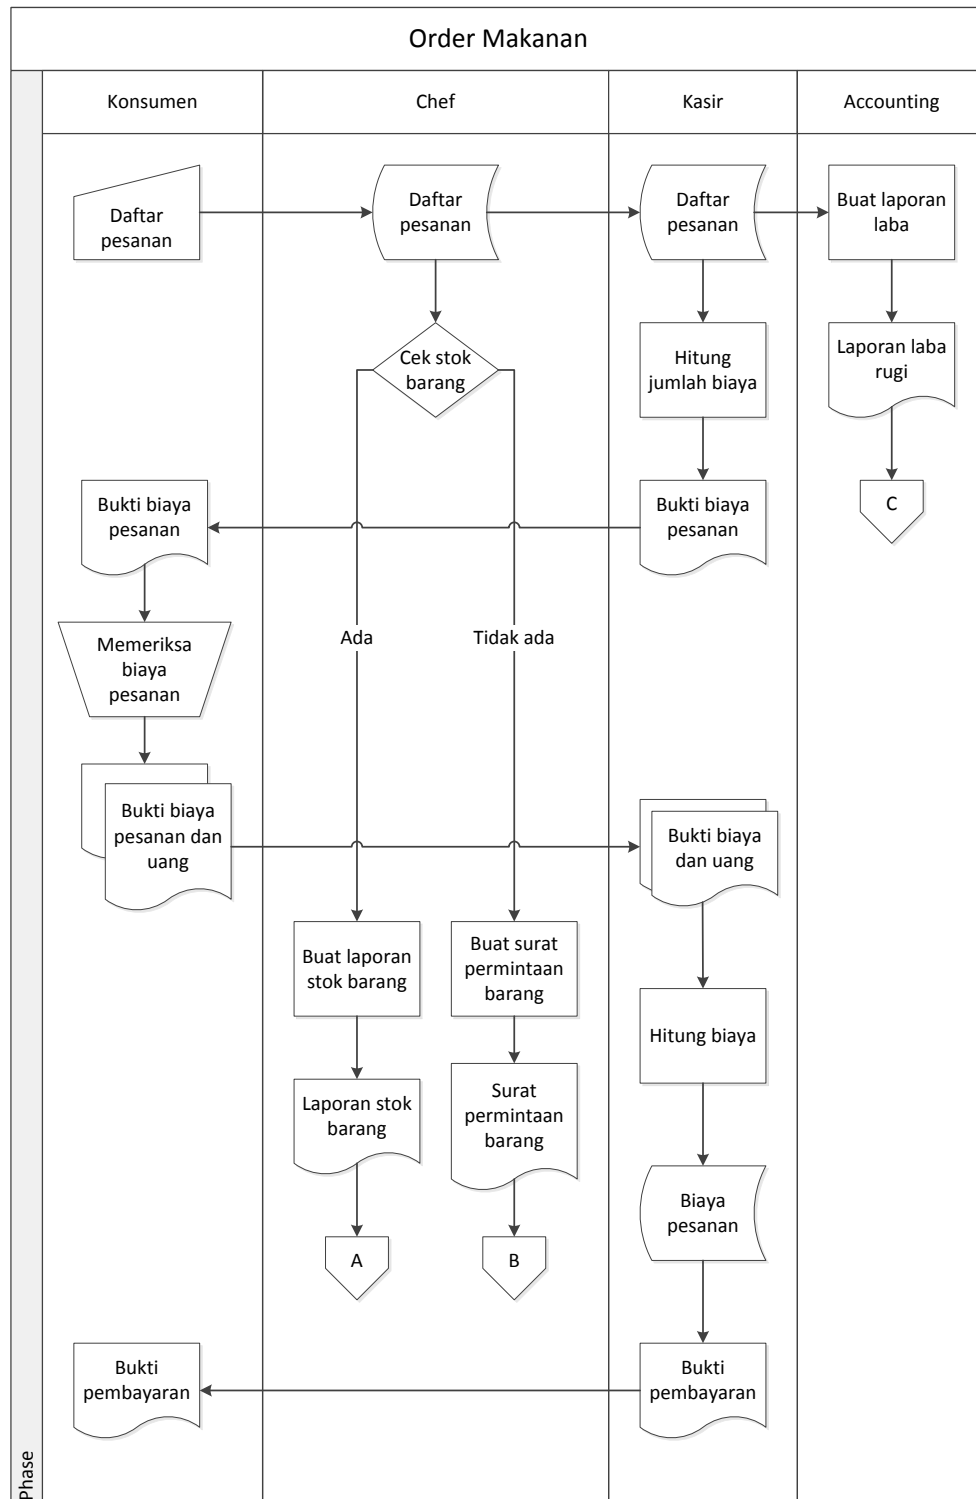 Order Makanan
Konsumen
Chef
Kasir
Accounting
Daftar
pesanan
Daftar
pesanan
Daftar
pesanan
Buat laporan
laba
Cek stok
barang
Hitung
jumlah biaya
Laporan laba
rugi
Bukti biaya
pesanan
Bukti biaya
pesanan
C
Ada
Tidak ada
Memeriksa
biaya
pesanan
Bukti biaya
pesanan dan
uang
Bukti biaya
dan uang
Buat laporan
stok barang
Buat surat
permintaan
barang
Hitung biaya
Laporan stok
barang
Surat
permintaan
barang
Biaya
pesanan
A
B
Bukti
pembayaran
Bukti
pembayaran
Phase